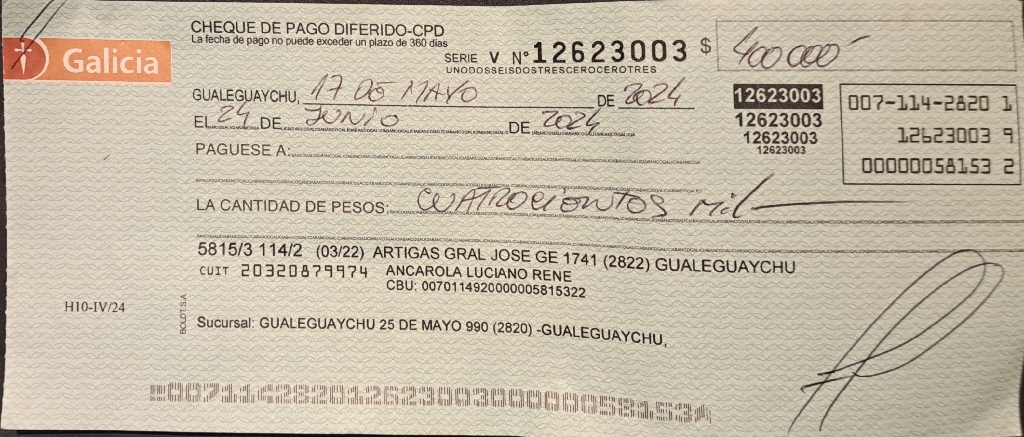 Galicia
CHEQUE DE PAGO DIFERIDO-CPD
La fecha de pago no puede exceder un plazo de 360 días
SERIE V N° 12623003 $ 400000
UNODOSSEISDOSTRESCEROCEROTRES
GUALEGUAYCHU, 17 DE MAYO DE 2024
EL 24 DE JUNIO DE 2024
12623003
12623003
12623003
12623003
007-114-2820 1
12623003 9
00000058153 2
PAGUESE A:
LA CANTIDAD DE PESOS: CUATROCIENTOS MIL
5815/3 114/2 (03/22) ARTIGAS GRAL JOSE GE 1741 (2822) GUALEGUAYCHU
CUIT 20320879974 ANCAROLA LUCIANO RENE
CBU: 0070114920000005815322
H10-IV/24
BOLDT S.A.
Sucursal: GUALEGUAYCHU 25 DE MAYO 990 (2820) -GUALEGUAYCHU,